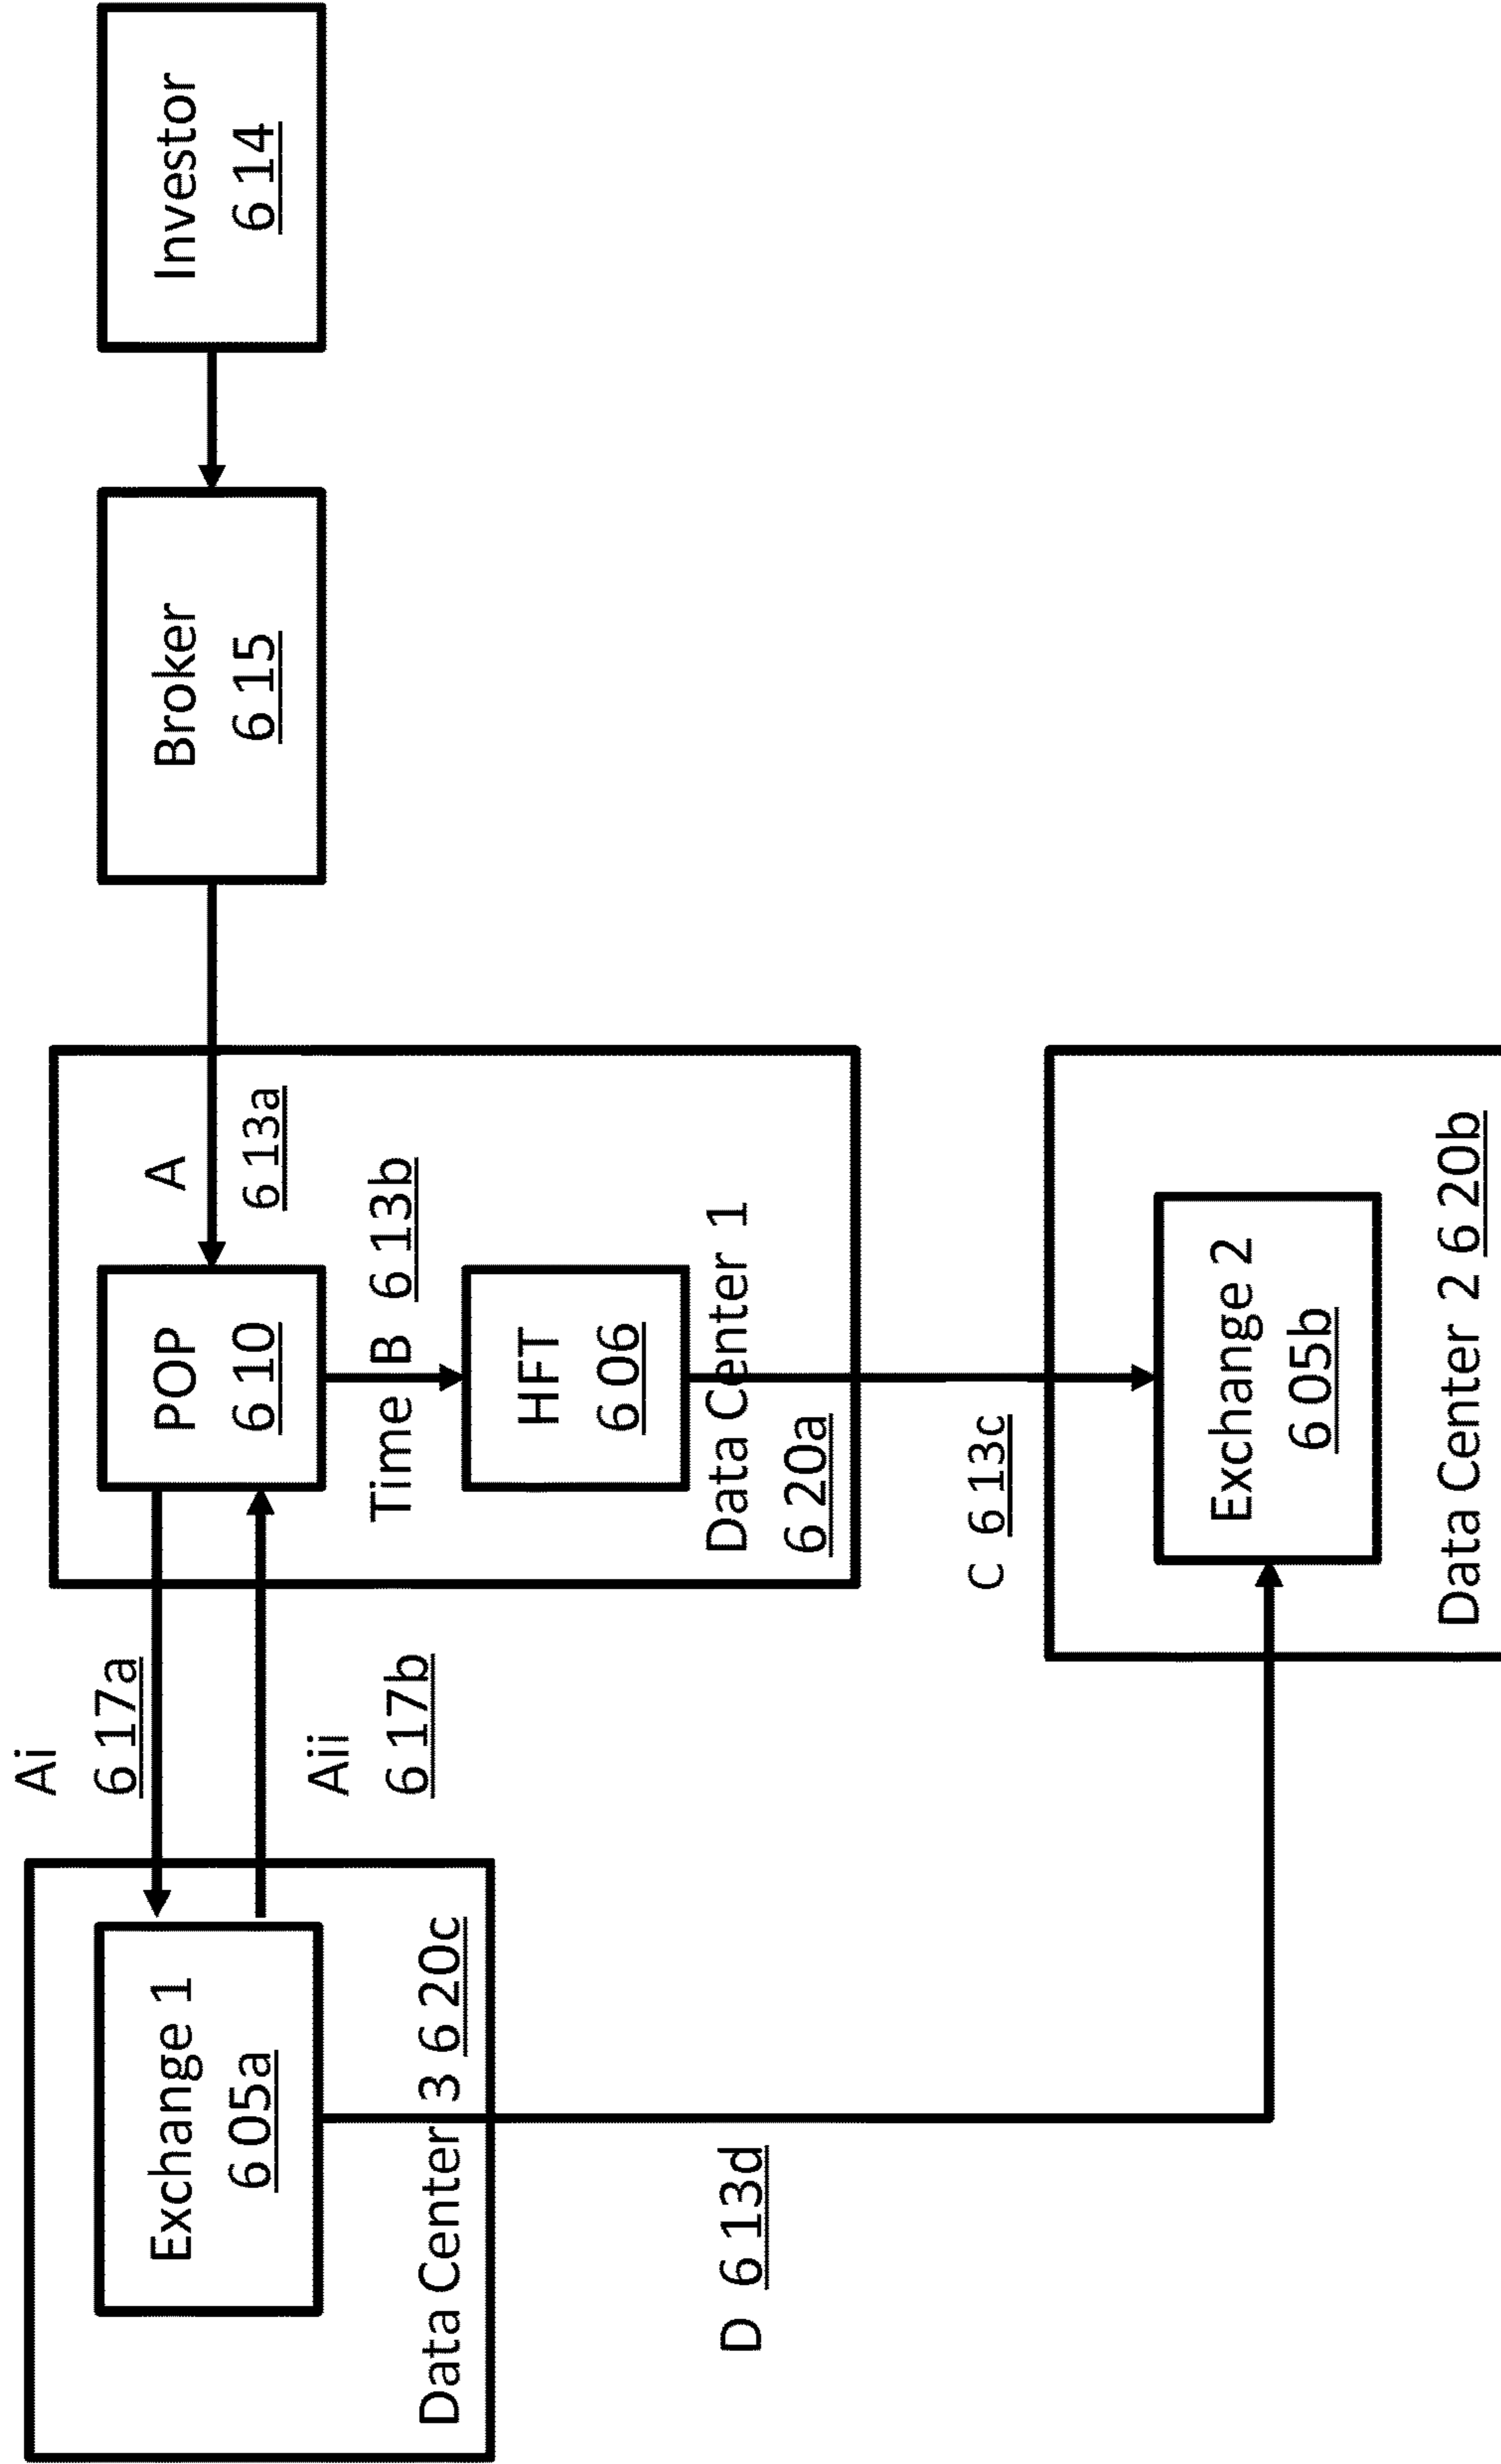 Ai
6 17a
Exchange 1
6 05a
Data Center 3 6 20c
Aii
6 17b
POP
6 10
A
6 13a
Broker
6 15
Investor
6 14
Time B 6 13b
HFT
6 06
Data Center 1
6 20a
D 6 13d
C 6 13c
Exchange 2
6 05b
Data Center 2 6 20b